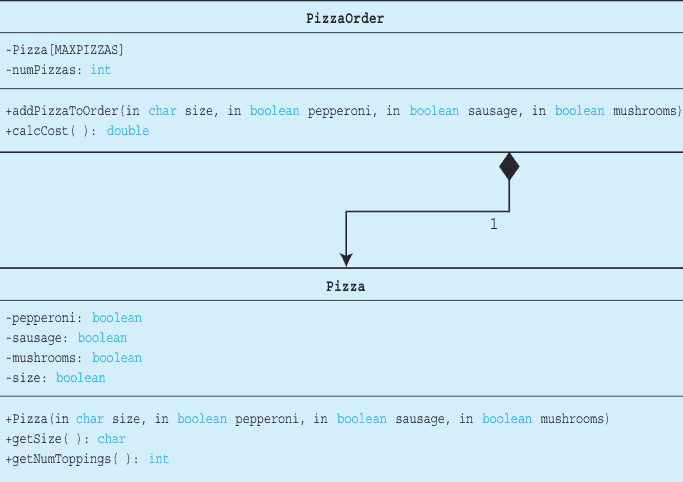 PizzaOrder
-Pizza[MAXPIZZAS]
-numPizzas: int
+addPizzaToOrder(in char size, in boolean pepperoni, in boolean sausage, in boolean mushrooms)
+calcCost( ): double
1
Pizza
-pepperoni: boolean
-sausage: boolean
-mushrooms: boolean
-size: boolean
+Pizza(in char size, in boolean pepperoni, in boolean sausage, in boolean mushrooms)
+getSize( ): char
+getNumToppings( ): int